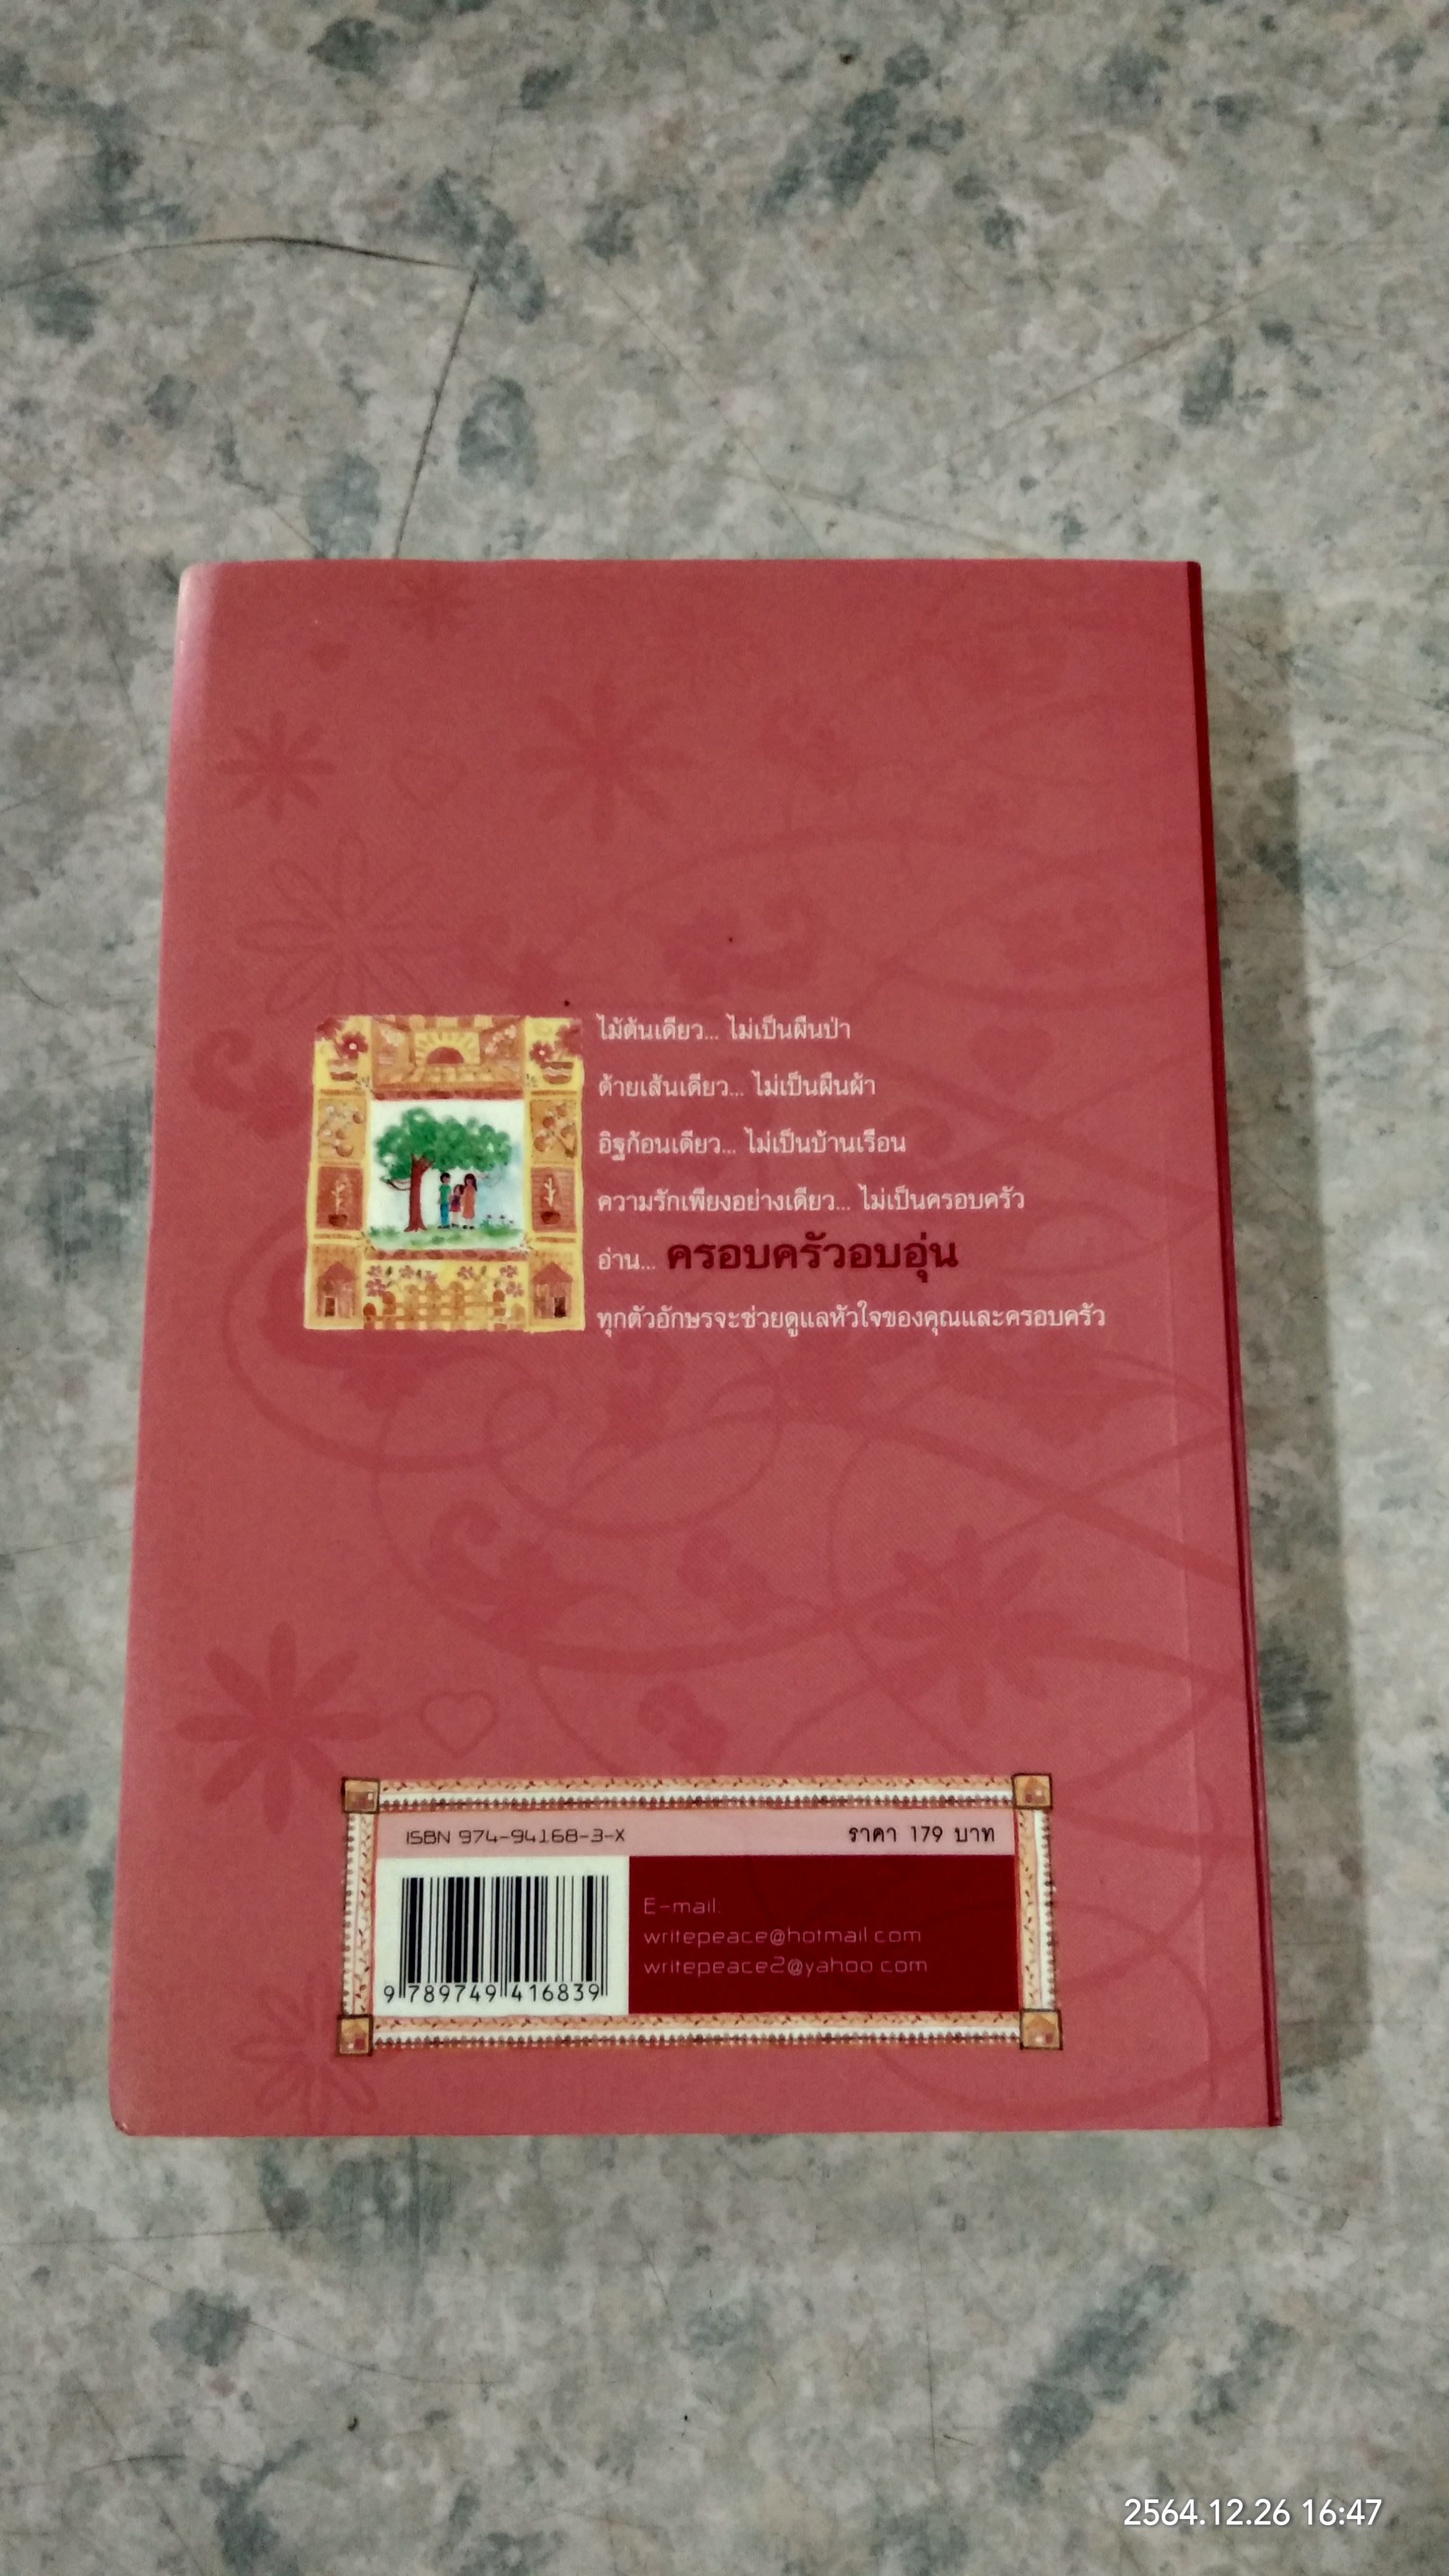 ไม้ต้นเดียว... ไม่เป็นผืนป่า
ด้ายเส้นเดียว... ไม่เป็นผืนผ้า
อิฐก้อนเดียว... ไม่เป็นบ้านเรือน
ความรักเพียงอย่างเดียว... ไม่เป็นครอบครัว
อ่าน... ครอบครัวอบอุ่น
ทุกตัวอักษรจะช่วยดูแลหัวใจของคุณและครอบครัว
ISBN 974-94168-3-X ราคา 179 บาท
E-mail:
writepeace@hotmail.com
writepeace2@yahoo.com
9 789749 416839
2564.12.26 16:47